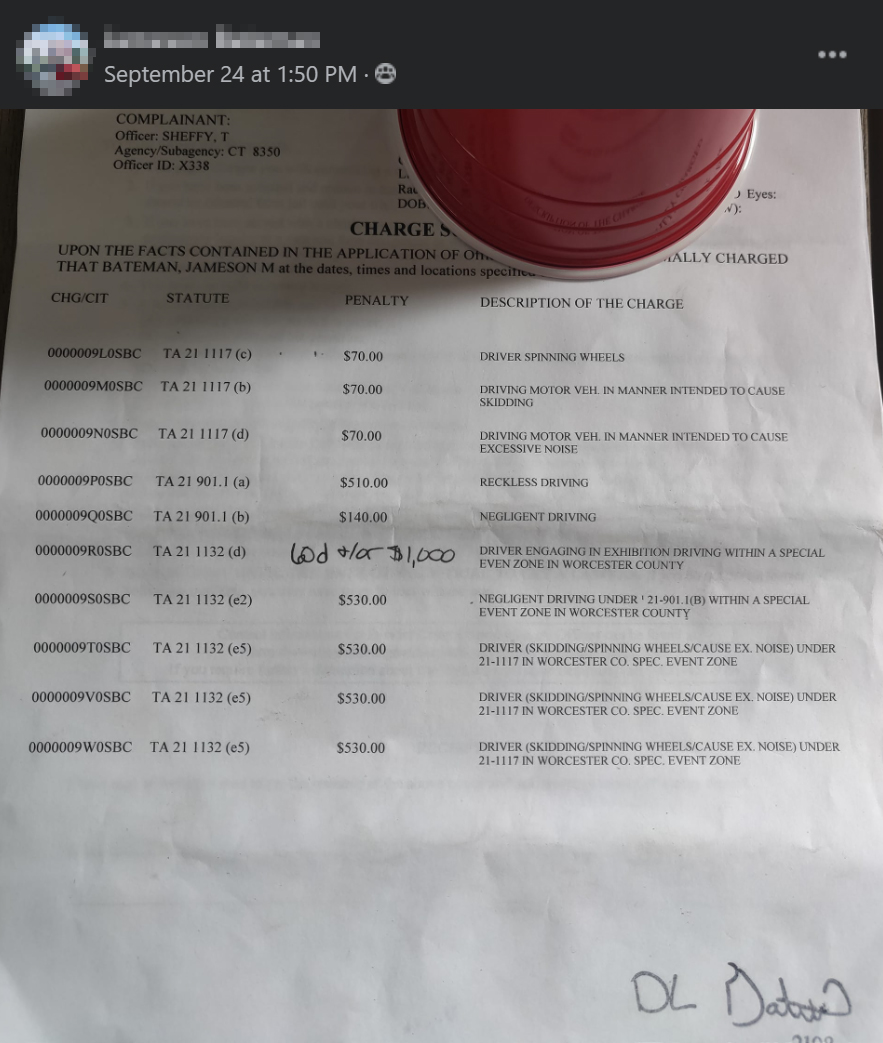 September 24 at 1:50 PM ·
COMPLAINANT:
Officer: SHEFFY, T
Agency/Subagency: CT 8350
Officer ID: X338
Eyes:
DOB
CHARGE
UPON THE FACTS CONTAINED IN THE APPLICATION OF CHARGED
THAT BATEMAN, JAMESON M at the dates, times and locations
CHG/CIT STATUTE PENALTY DESCRIPTION OF THE CHARGE
0000009L0SBC TA 21 1117 (c) $70.00 DRIVER SPINNING WHEELS
0000009M0SBC TA 21 1117 (b) $70.00 DRIVING MOTOR VEH. IN MANNER INTENDED TO CAUSE
SKIDDING
0000009N0SBC TA 21 1117 (d) $70.00 DRIVING MOTOR VEH. IN MANNER INTENDED TO CAUSE
EXCESSIVE NOISE
0000009P0SBC TA 21 901.1 (a) $510.00 RECKLESS DRIVING
0000009Q0SBC TA 21 901.1 (b) $140.00 NEGLIGENT DRIVING
0000009R0SBC TA 21 1132 (d) 60d +/or $1,000 DRIVER ENGAGING IN EXHIBITION DRIVING WITHIN A SPECIAL
EVEN ZONE IN WORCESTER COUNTY
0000009S0SBC TA 21 1132 (e2) $530.00 NEGLIGENT DRIVING UNDER ' 21-901.1(B) WITHIN A SPECIAL
EVENT ZONE IN WORCESTER COUNTY
0000009T0SBC TA 21 1132 (e5) $530.00 DRIVER (SKIDDING/SPINNING WHEELS/CAUSE EX. NOISE) UNDER
21-1117 IN WORCESTER CO. SPEC. EVENT ZONE
0000009V0SBC TA 21 1132 (e5) $530.00 DRIVER (SKIDDING/SPINNING WHEELS/CAUSE EX. NOISE) UNDER
21-1117 IN WORCESTER CO. SPEC. EVENT ZONE
0000009W0SBC TA 21 1132 (e5) $530.00 DRIVER (SKIDDING/SPINNING WHEELS/CAUSE EX. NOISE) UNDER
21-1117 IN WORCESTER CO. SPEC. EVENT ZONE
DL